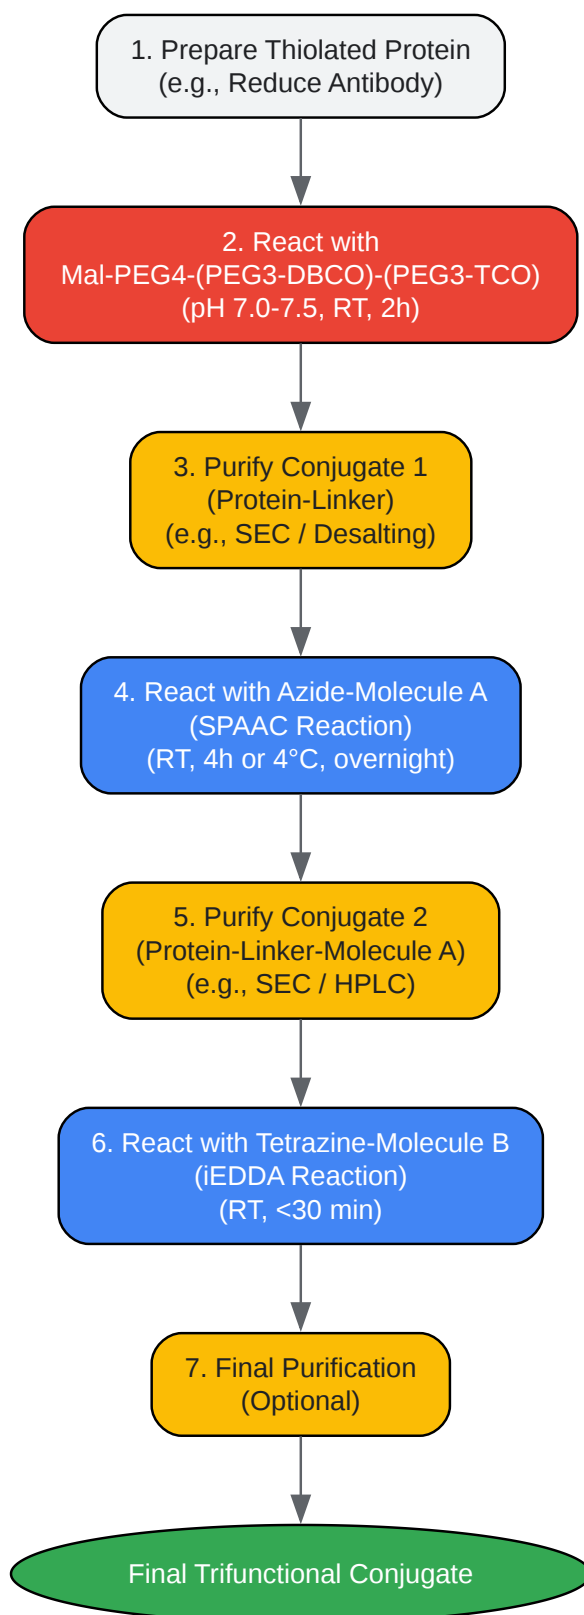 1. Prepare Thiolated Protein
(e.g., Reduce Antibody)
2. React with
Mal-PEG4-(PEG3-DBCO)-(PEG3-TCO)
(pH 7.0-7.5, RT, 2h)
3. Purify Conjugate 1
(Protein-Linker)
(e.g., SEC / Desalting)
4. React with Azide-Molecule A
(SPAAC Reaction)
(RT, 4h or 4°C, overnight)
5. Purify Conjugate 2
(Protein-Linker-Molecule A)
(e.g., SEC / HPLC)
6. React with Tetrazine-Molecule B
(iEDDA Reaction)
(RT, <30 min)
7. Final Purification
(Optional)
Final Trifunctional Conjugate